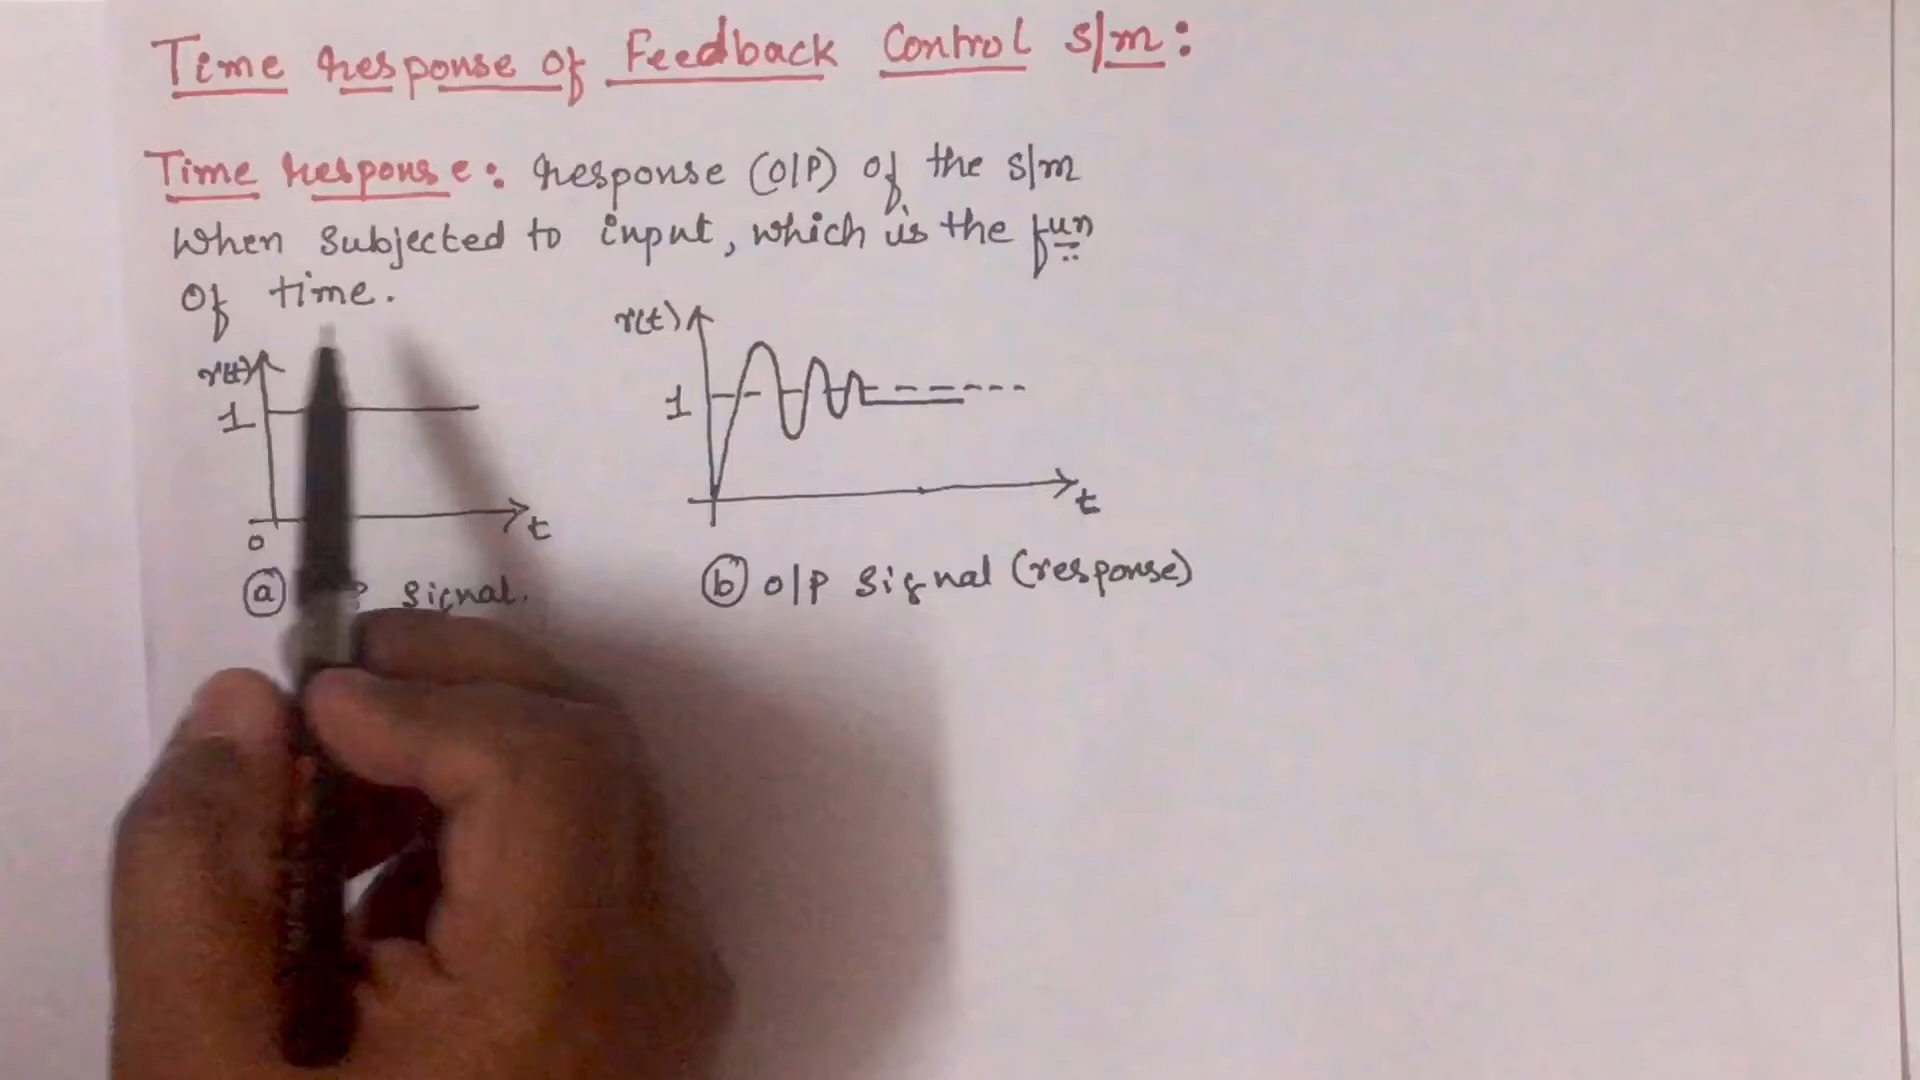 Time Response of Feedback Control s/m:
Time Response: Response (O/P) of the s/m
When subjected to input, which is the fun
of time.
r(t)
1
0
t
(a) signal.
r(t)
1
t
(b) O/P Signal (response)